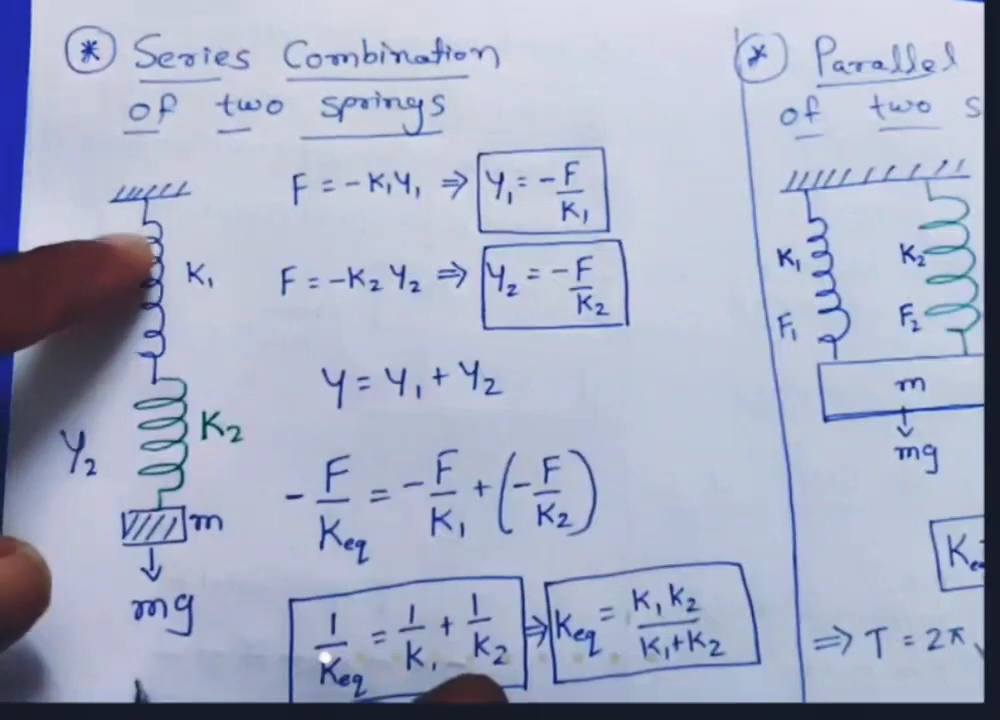 * Series Combination
of two springs
F = -K₁Y₁ ⇒ Y₁ = -F/K₁
K₁
F = -K₂Y₂ ⇒ Y₂ = -F/K₂
Y = Y₁ + Y₂
K₂
Y₂
-F/Keq = -F/K₁ + (-F/K₂)
m
mg
1/Keq = 1/K₁ + 1/K₂ ⇒ Keq = K₁K₂/K₁+K₂
* Parallel
of two s
K₁ K₂
F₁ F₂
m
mg
⇒ T = 2π